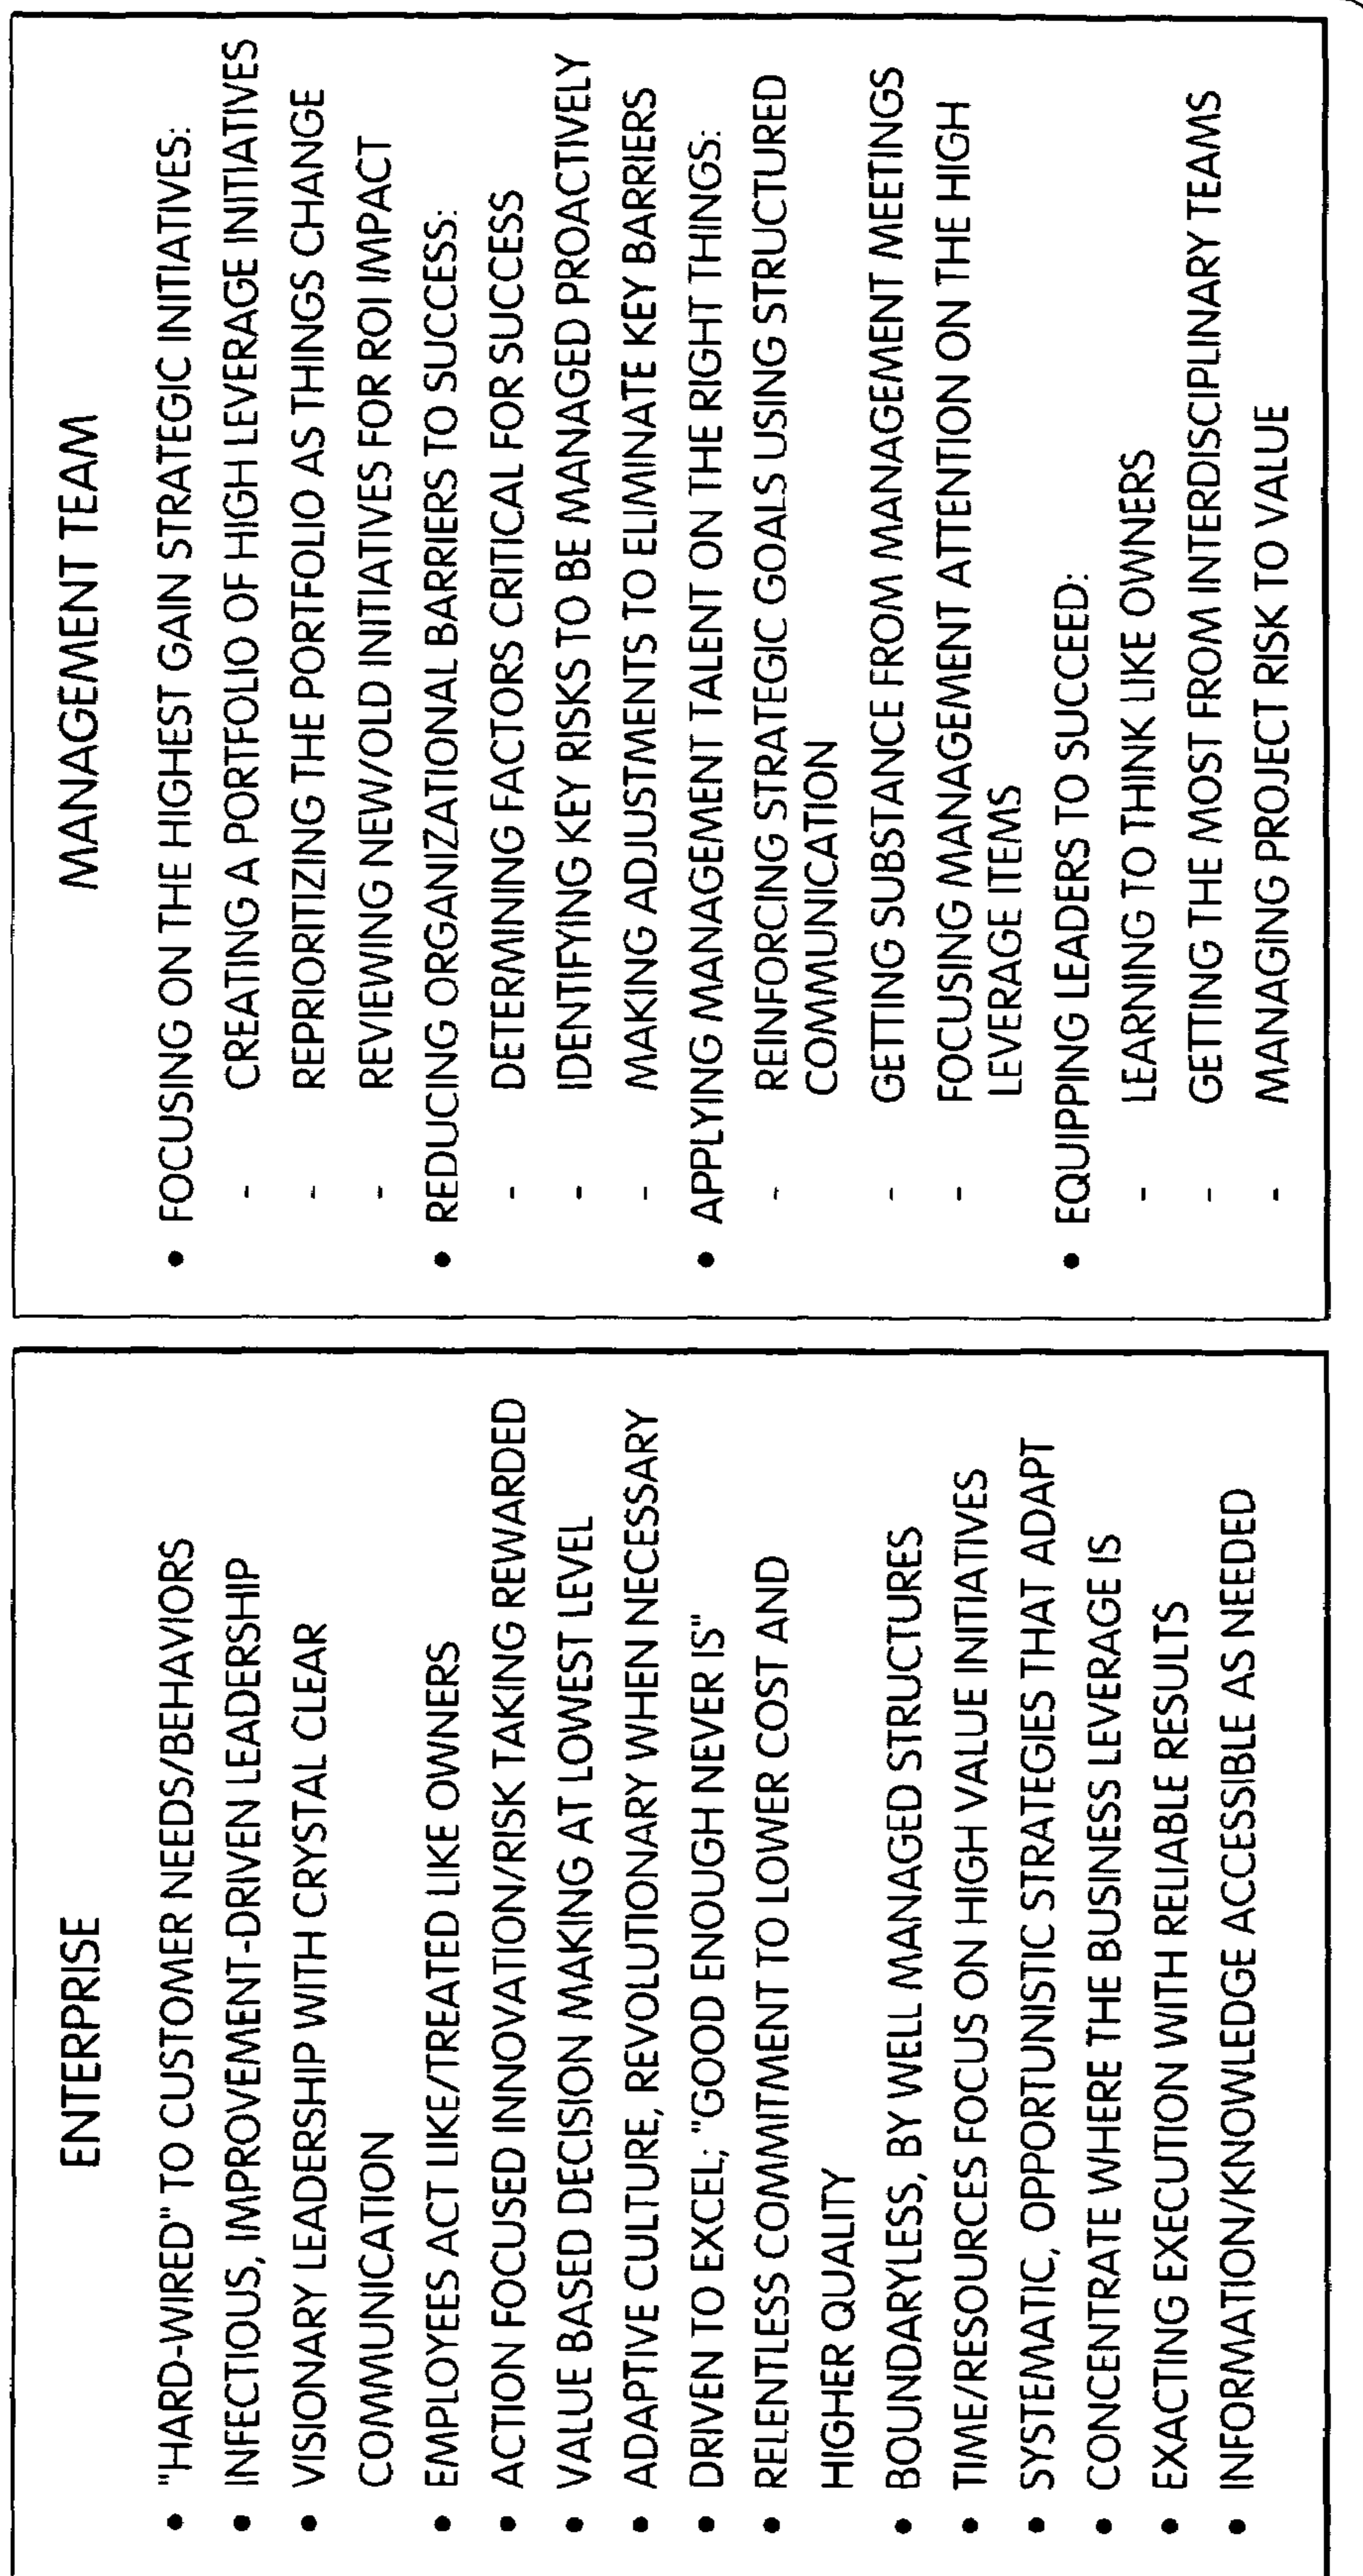 ENTERPRISE
• "HARD-WIRED" TO CUSTOMER NEEDS/BEHAVIORS
• INFECTIOUS, IMPROVEMENT-DRIVEN LEADERSHIP
• VISIONARY LEADERSHIP WITH CRYSTAL CLEAR
COMMUNICATION
• EMPLOYEES ACT LIKE/TREATED LIKE OWNERS
• ACTION FOCUSED INNOVATION/RISK TAKING REWARDED
• VALUE BASED DECISION MAKING AT LOWEST LEVEL
• ADAPTIVE CULTURE, REVOLUTIONARY WHEN NECESSARY
• DRIVEN TO EXCEL; "GOOD ENOUGH NEVER IS"
• RELENTLESS COMMITMENT TO LOWER COST AND
HIGHER QUALITY
• BOUNDARYLESS, BY WELL MANAGED STRUCTURES
• TIME/RESOURCES FOCUS ON HIGH VALUE INITIATIVES
• SYSTEMATIC, OPPORTUNISTIC STRATEGIES THAT ADAPT
• CONCENTRATE WHERE THE BUSINESS LEVERAGE IS
• EXACTING EXECUTION WITH RELIABLE RESULTS
• INFORMATION/KNOWLEDGE ACCESSIBLE AS NEEDED
MANAGEMENT TEAM
• FOCUSING ON THE HIGHEST GAIN STRATEGIC INITIATIVES:
- CREATING A PORTFOLIO OF HIGH LEVERAGE INITIATIVES
- REPRIORITIZING THE PORTFOLIO AS THINGS CHANGE
- REVIEWING NEW/OLD INITIATIVES FOR ROI IMPACT
• REDUCING ORGANIZATIONAL BARRIERS TO SUCCESS:
- DETERMINING FACTORS CRITICAL FOR SUCCESS
- IDENTIFYING KEY RISKS TO BE MANAGED PROACTIVELY
- MAKING ADJUSTMENTS TO ELIMINATE KEY BARRIERS
• APPLYING MANAGEMENT TALENT ON THE RIGHT THINGS:
- REINFORCING STRATEGIC GOALS USING STRUCTURED
COMMUNICATION
- GETTING SUBSTANCE FROM MANAGEMENT MEETINGS
- FOCUSING MANAGEMENT ATTENTION ON THE HIGH
LEVERAGE ITEMS
• EQUIPPING LEADERS TO SUCCEED:
- LEARNING TO THINK LIKE OWNERS
- GETTING THE MOST FROM INTERDISCIPLINARY TEAMS
- MANAGING PROJECT RISK TO VALUE